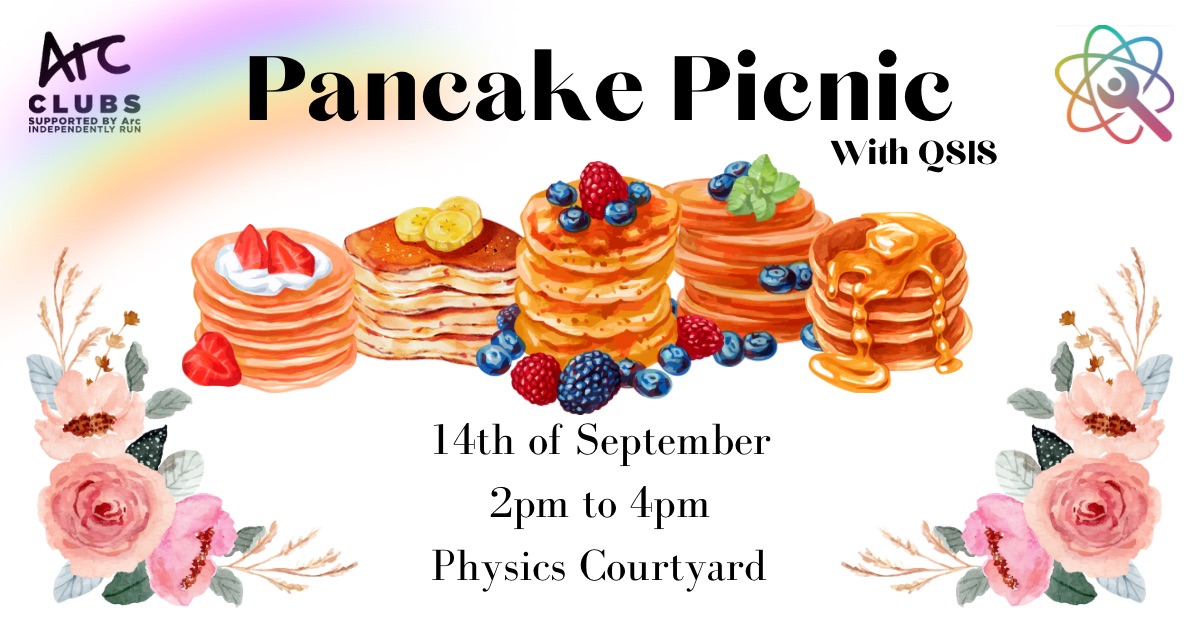 Arc
CLUBS
SUPPORTED BY Arc
INDEPENDENTLY RUN
Pancake Picnic
With QSIS
14th of September
2pm to 4pm
Physics Courtyard